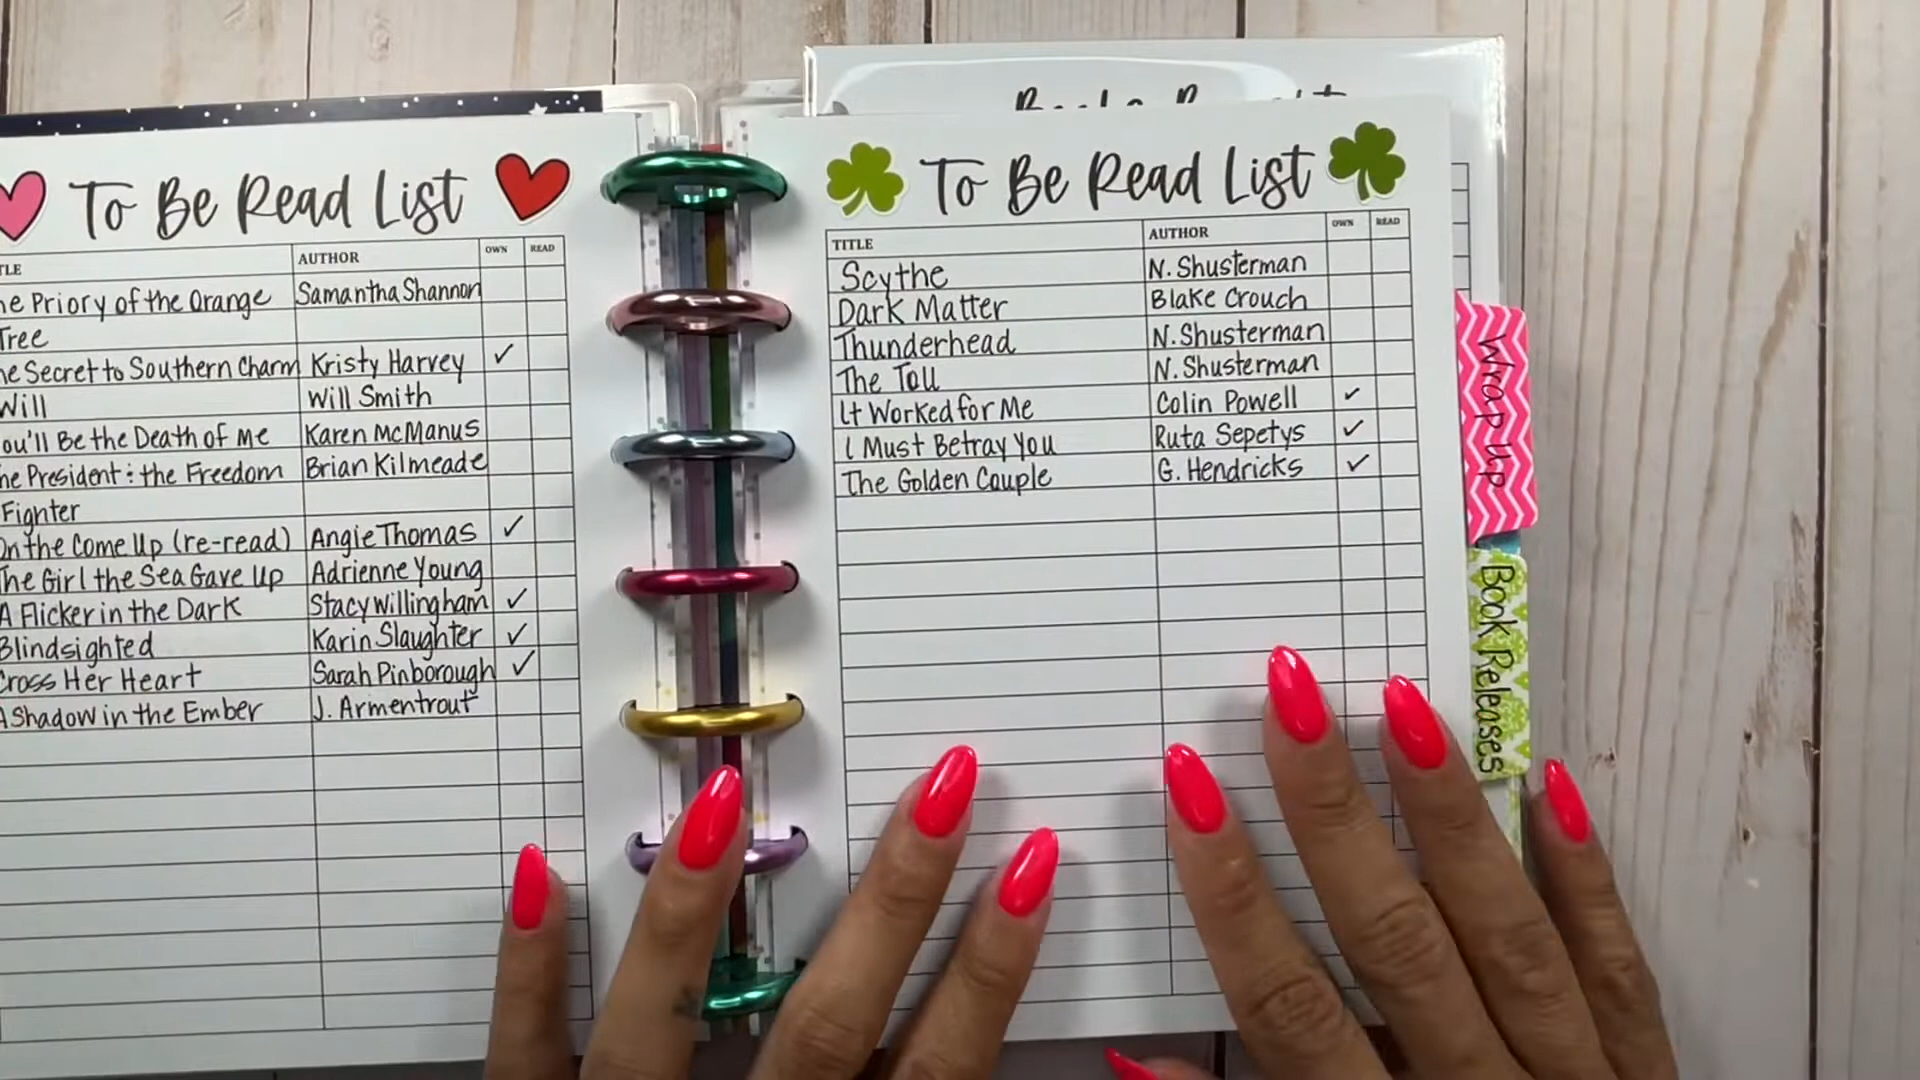 To Be Read List
TLE AUTHOR OWN READ
he Priory of the Orange Samantha Shannon
Tree
he Secret to Southern Charm Kristy Harvey ✓
Will Will Smith
ou'll Be the Death of Me Karen McManus
he President: the Freedom Brian Kilmeade
Fighter
On the Come Up (re-read) Angie Thomas ✓
The Girl the Sea Gave Up Adrienne Young
A Flicker in the Dark Stacy Willingham ✓
Blindsighted Karin Slaughter ✓
Cross Her Heart Sarah Pinborough ✓
A Shadow in the Ember J. Armentrout
To Be Read List
TITLE AUTHOR OWN READ
Scythe N. Shusterman
Dark Matter Blake Crouch
Thunderhead N. Shusterman
The Toll N. Shusterman
It Worked for Me Colin Powell ✓
I Must Betray You Ruta Sepetys ✓
The Golden Couple G. Hendricks ✓
Wrap Up
Book Releases